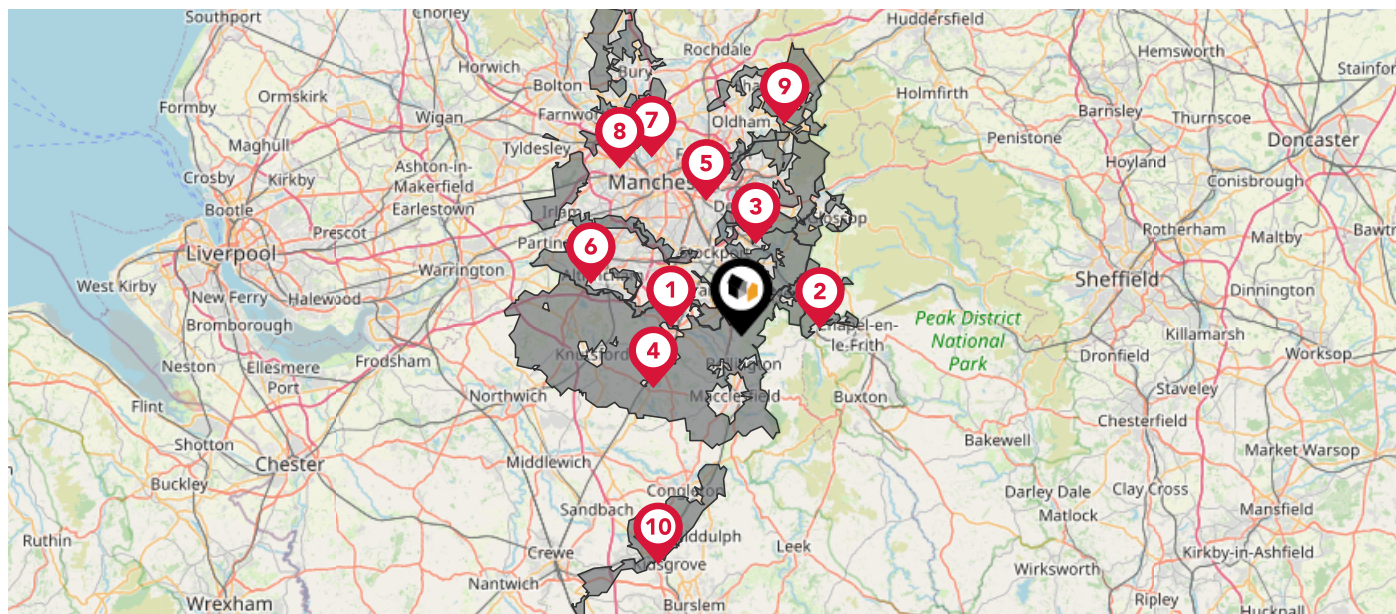 Southport
Chorley
Huddersfield
Rochdale
Hemsworth
Horwich
Bury
Bolton
9
Holmfirth
Ormskirk
Formby
Wigan
7
Oldham
Barnsley
Thurnscoe
8
Tyldesley
Penistone
Doncaster
Maghull
5
Hoyland
Crosby
Kirkby
Ashton-in-
Makerfield
Conisbrough
Bootle
Earlestown
3
Prescot
Rotherham
Maltby
Liverpool
6
Warrington
Sheffield
West Kirby
New Ferry
Halewood
1
2
Dinnington
Bromborough
Peak District
National
Park
Killamarsh
Neston
Ellesmere
Port
Frodsham
4
Knutsford
le-Frith
Dronfield
Worksop
Northwich
Macclesfield
Buxton
Staveley
Flint
Chesterfield
Shotton
Bakewell
Market Warsop
Chester
Middlewich
Buckley
Congleton
Darley Dale
Clay Cross
Sandbach
Matlock
Mansfield
10
Ruthin
Crewe
Leek
Kirkby-in-Ashfield
Nantwich
Wirksworth
Wrexham
Burslem
Ripley